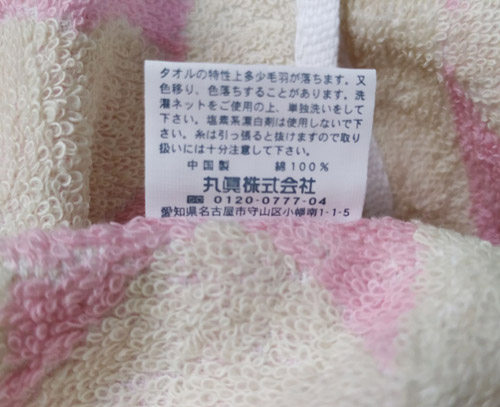 タオルの特性上多少毛羽が落ちます。又
色移り、色落ちすることがあります。洗
濯ネットをご使用の上、単独洗いをして
下さい。塩素系漂白剤は使用しないで下
さい。糸は引っ張ると抜けますので取り
扱いには十分注意して下さい。
中国製 綿100%
丸眞株式会社
0120-0777-04
愛知県名古屋市守山区小幡南1-1-5